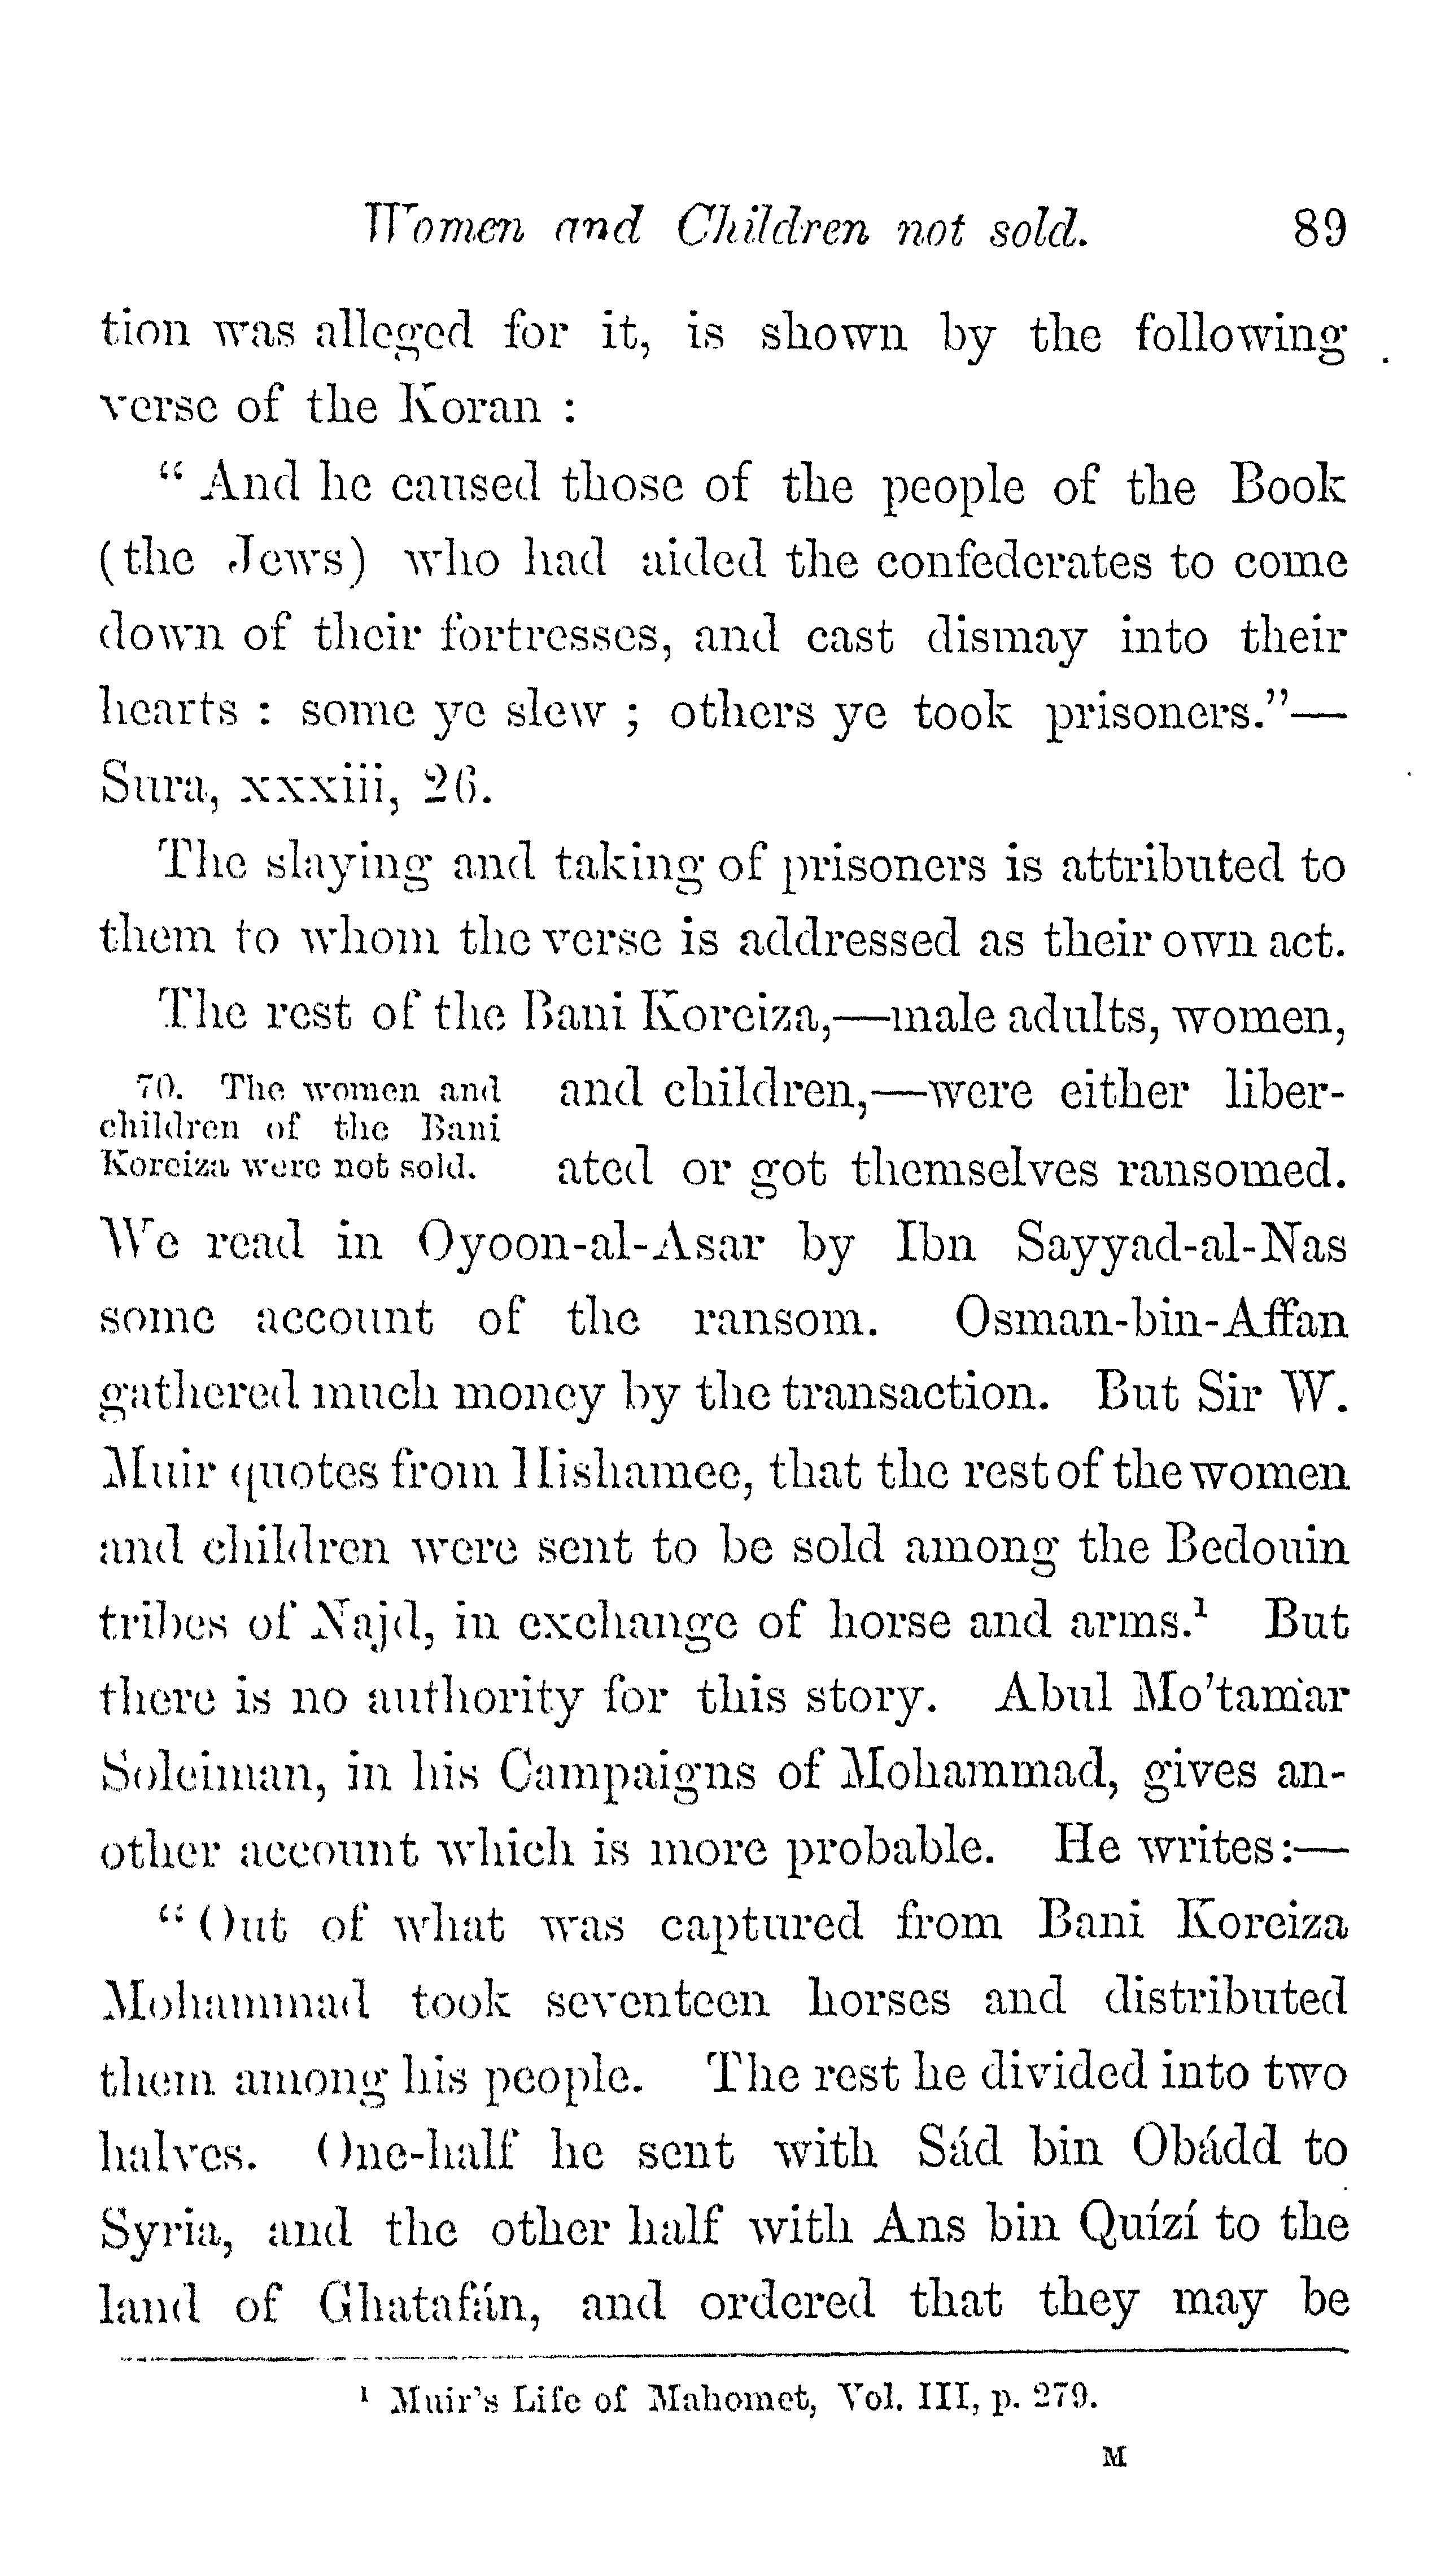 Women and Children not sold. 89
tion was alleged for it, is shown by the following
verse of the Koran :
" And he caused those of the people of the Book
(the Jews) who had aided the confederates to come
down of their fortresses, and cast dismay into their
hearts : some ye slew ; others ye took prisoners."—
Sura, xxxiii, 26.
The slaying and taking of prisoners is attributed to
them to whom the verse is addressed as their own act.
The rest of the Bani Koreiza,—male adults, women,
70. The women and
children of the Bani
Koreiza were not sold.
and children,—were either liber-
ated or got themselves ransomed.
We read in Oyoon-al-Asar by Ibn Sayyad-al-Nas
some account of the ransom. Osman-bin-Affan
gathered much money by the transaction. But Sir W.
Muir quotes from Hishamee, that the rest of the women
and children were sent to be sold among the Bedouin
tribes of Najd, in exchange of horse and arms.¹ But
there is no authority for this story. Abul Mo'tamar
Soleiman, in his Campaigns of Mohammad, gives an-
other account which is more probable. He writes:—
"Out of what was captured from Bani Koreiza
Mohammad took seventeen horses and distributed
them among his people. The rest he divided into two
halves. One-half he sent with Sád bin Obádd to
Syria, and the other half with Ans bin Quízí to the
land of Ghatafán, and ordered that they may be
¹ Muir's Life of Mahomet, Vol. III, p. 279.
M